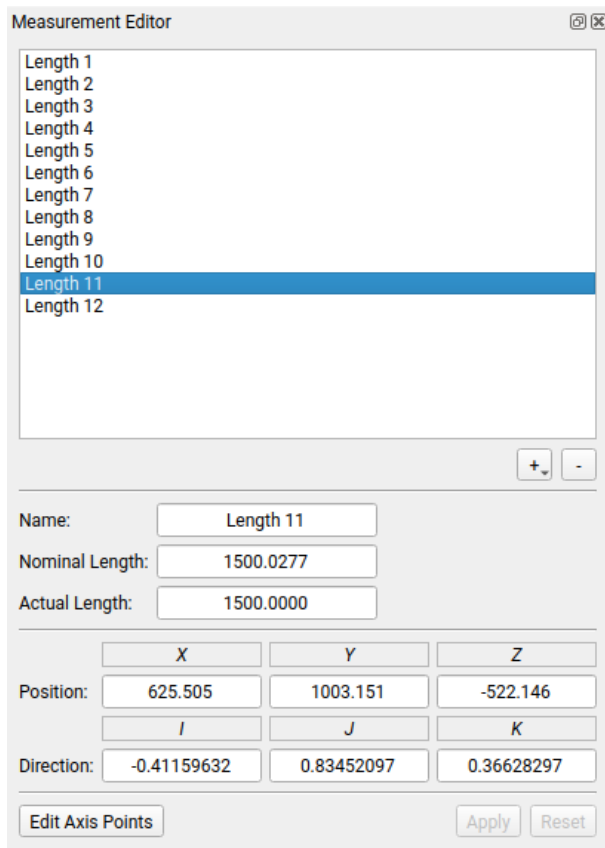 Measurement Editor
Length 1
Length 2
Length 3
Length 4
Length 5
Length 6
Length 7
Length 8
Length 9
Length 10
Length 11
Length 12
+ -
Name: Length 11
Nominal Length: 1500.0277
Actual Length: 1500.0000
X Y Z
Position: 625.505 1003.151 -522.146
I J K
Direction: -0.41159632 0.83452097 0.36628297
Edit Axis Points Apply Reset